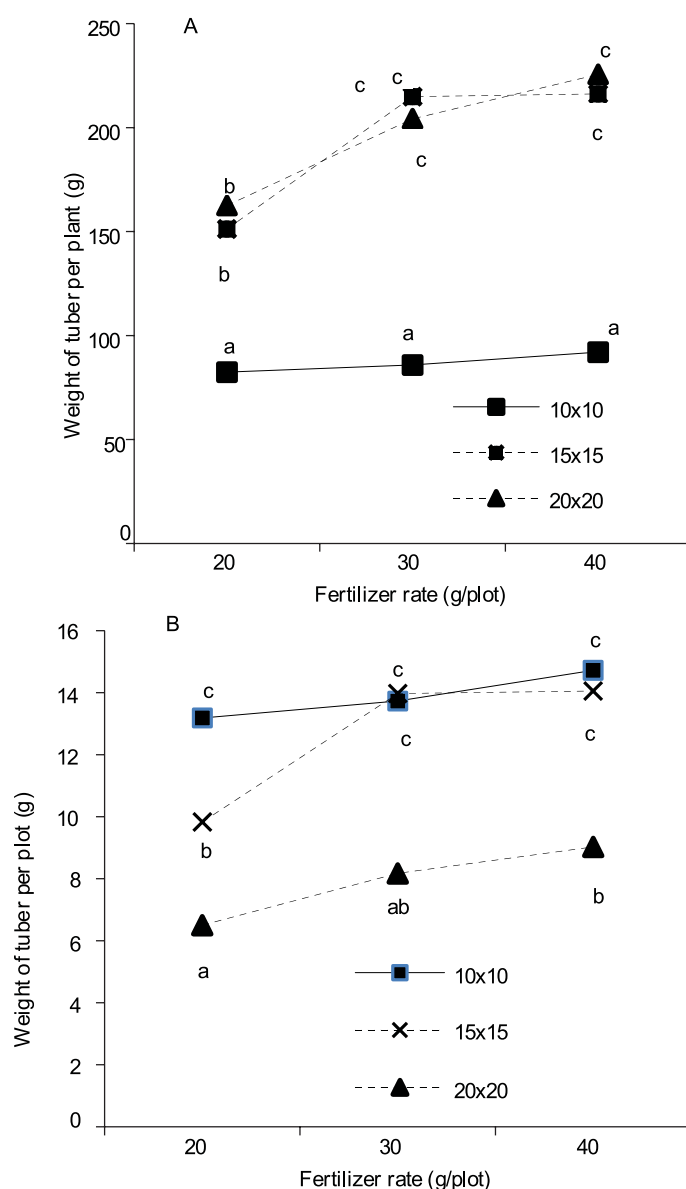 A
250
200
150
100
50
0
Weight of tuber per plant (g)
c
c c
c
c
b
b
a
a
a
10x10
15x15
20x20
20 30 40
Fertilizer rate (g/plot)
B
16
14
12
10
8
6
4
2
0
Weight of tuber per plot (g)
c
c
c
c
c
b
ab
b
a
10x10
15x15
20x20
20 30 40
Fertilizer rate (g/plot)